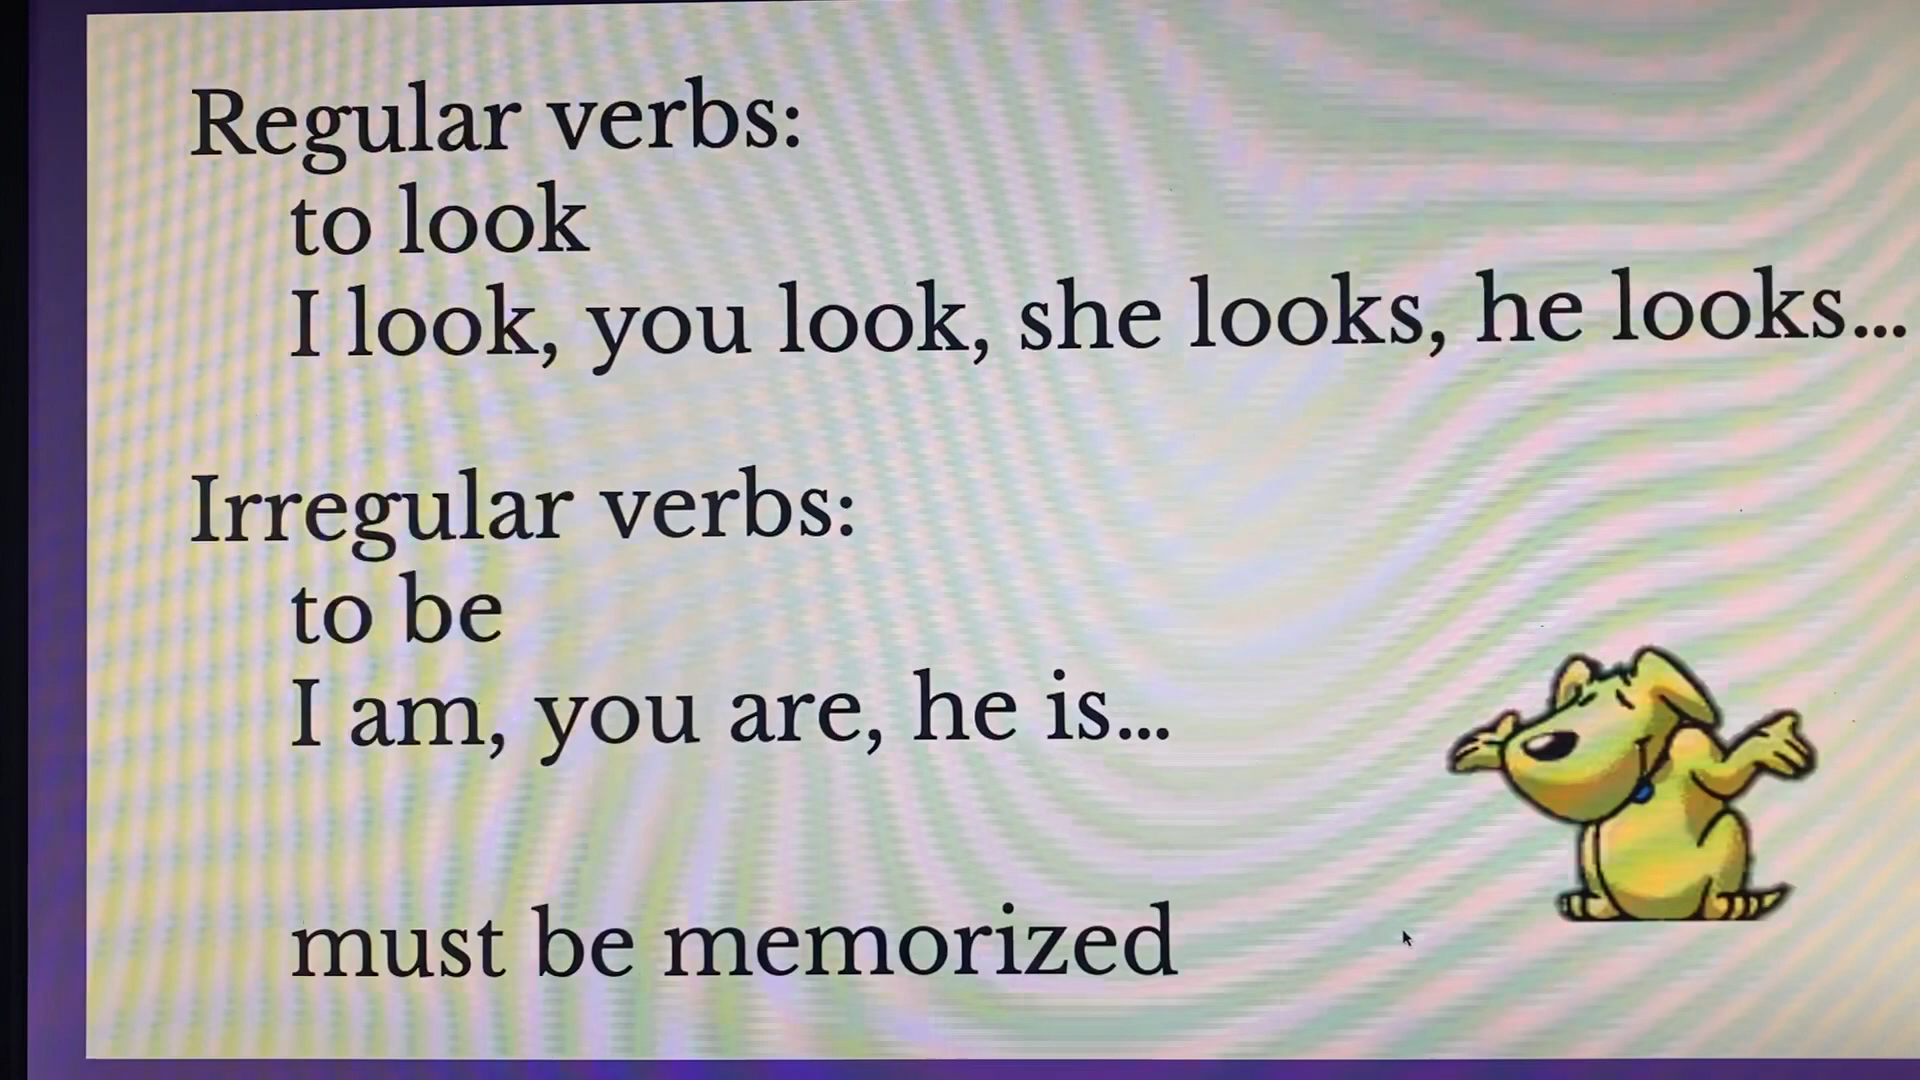 Regular verbs:
to look
I look, you look, she looks, he looks...
Irregular verbs:
to be
I am, you are, he is...
must be memorized